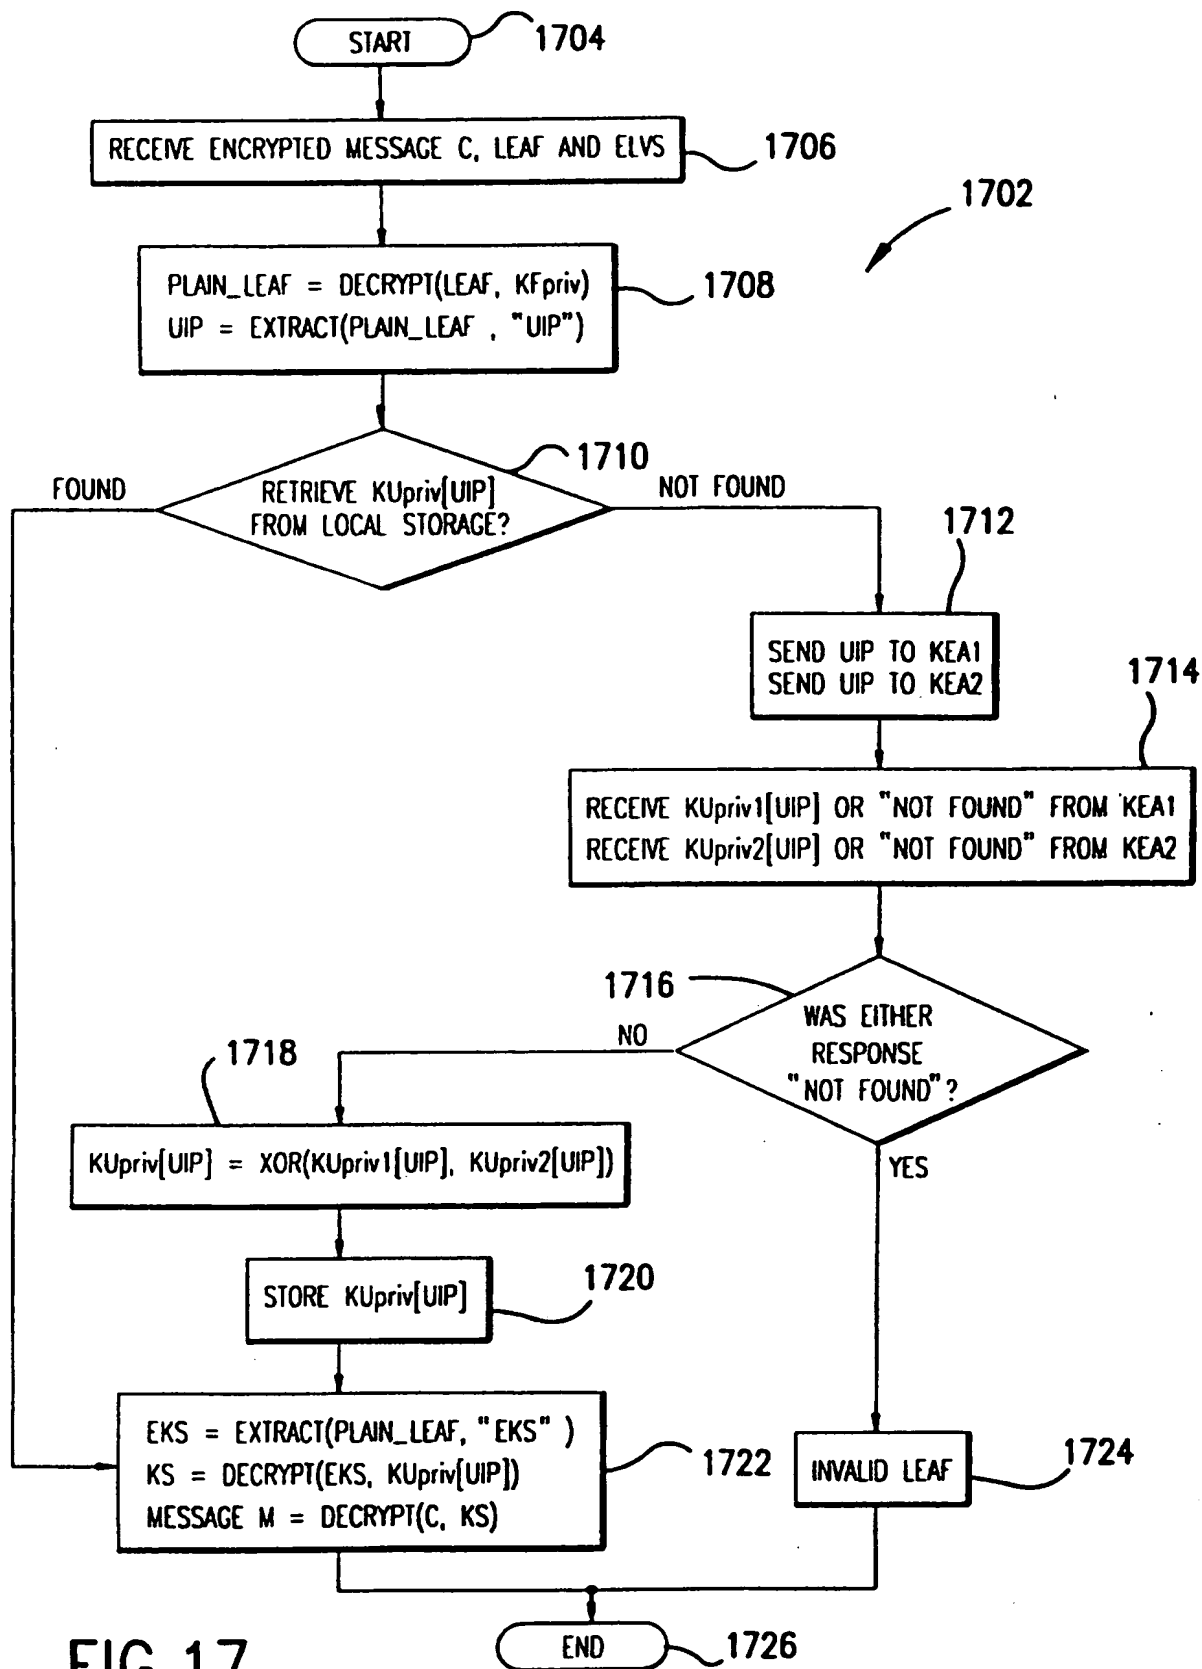 START
1704
RECEIVE ENCRYPTED MESSAGE C, LEAF AND ELVS
1706
1702
PLAIN_LEAF = DECRYPT(LEAF, KFpriv)
UIP = EXTRACT(PLAIN_LEAF , "UIP")
1708
1710
FOUND
RETRIEVE KUpriv[UIP]
FROM LOCAL STORAGE?
NOT FOUND
1712
SEND UIP TO KEA1
SEND UIP TO KEA2
1714
RECEIVE KUpriv1[UIP] OR "NOT FOUND" FROM KEA1
RECEIVE KUpriv2[UIP] OR "NOT FOUND" FROM KEA2
1716
WAS EITHER
RESPONSE
"NOT FOUND"?
NO
YES
1718
KUpriv[UIP] = XOR(KUpriv1[UIP], KUpriv2[UIP])
STORE KUpriv[UIP]
1720
EKS = EXTRACT(PLAIN_LEAF, "EKS" )
KS = DECRYPT(EKS, KUpriv[UIP])
MESSAGE M = DECRYPT(C, KS)
1722
INVALID LEAF
1724
END
1726
FIG.17